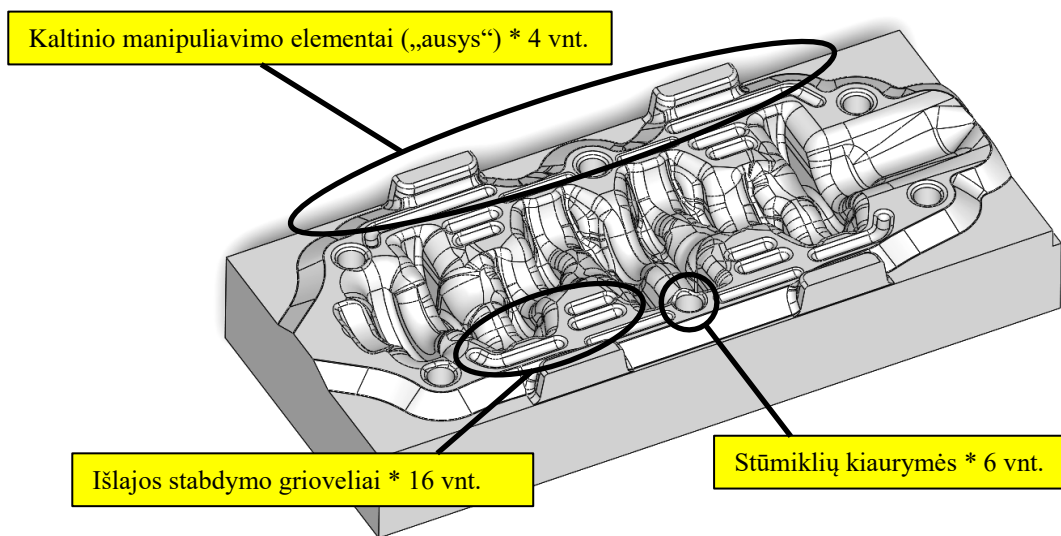 Kaltinio manipuliavimo elementai („ausys“) * 4 vnt.
Išlajos stabdymo grioveliai * 16 vnt.
Stūmiklių kiaurymės * 6 vnt.